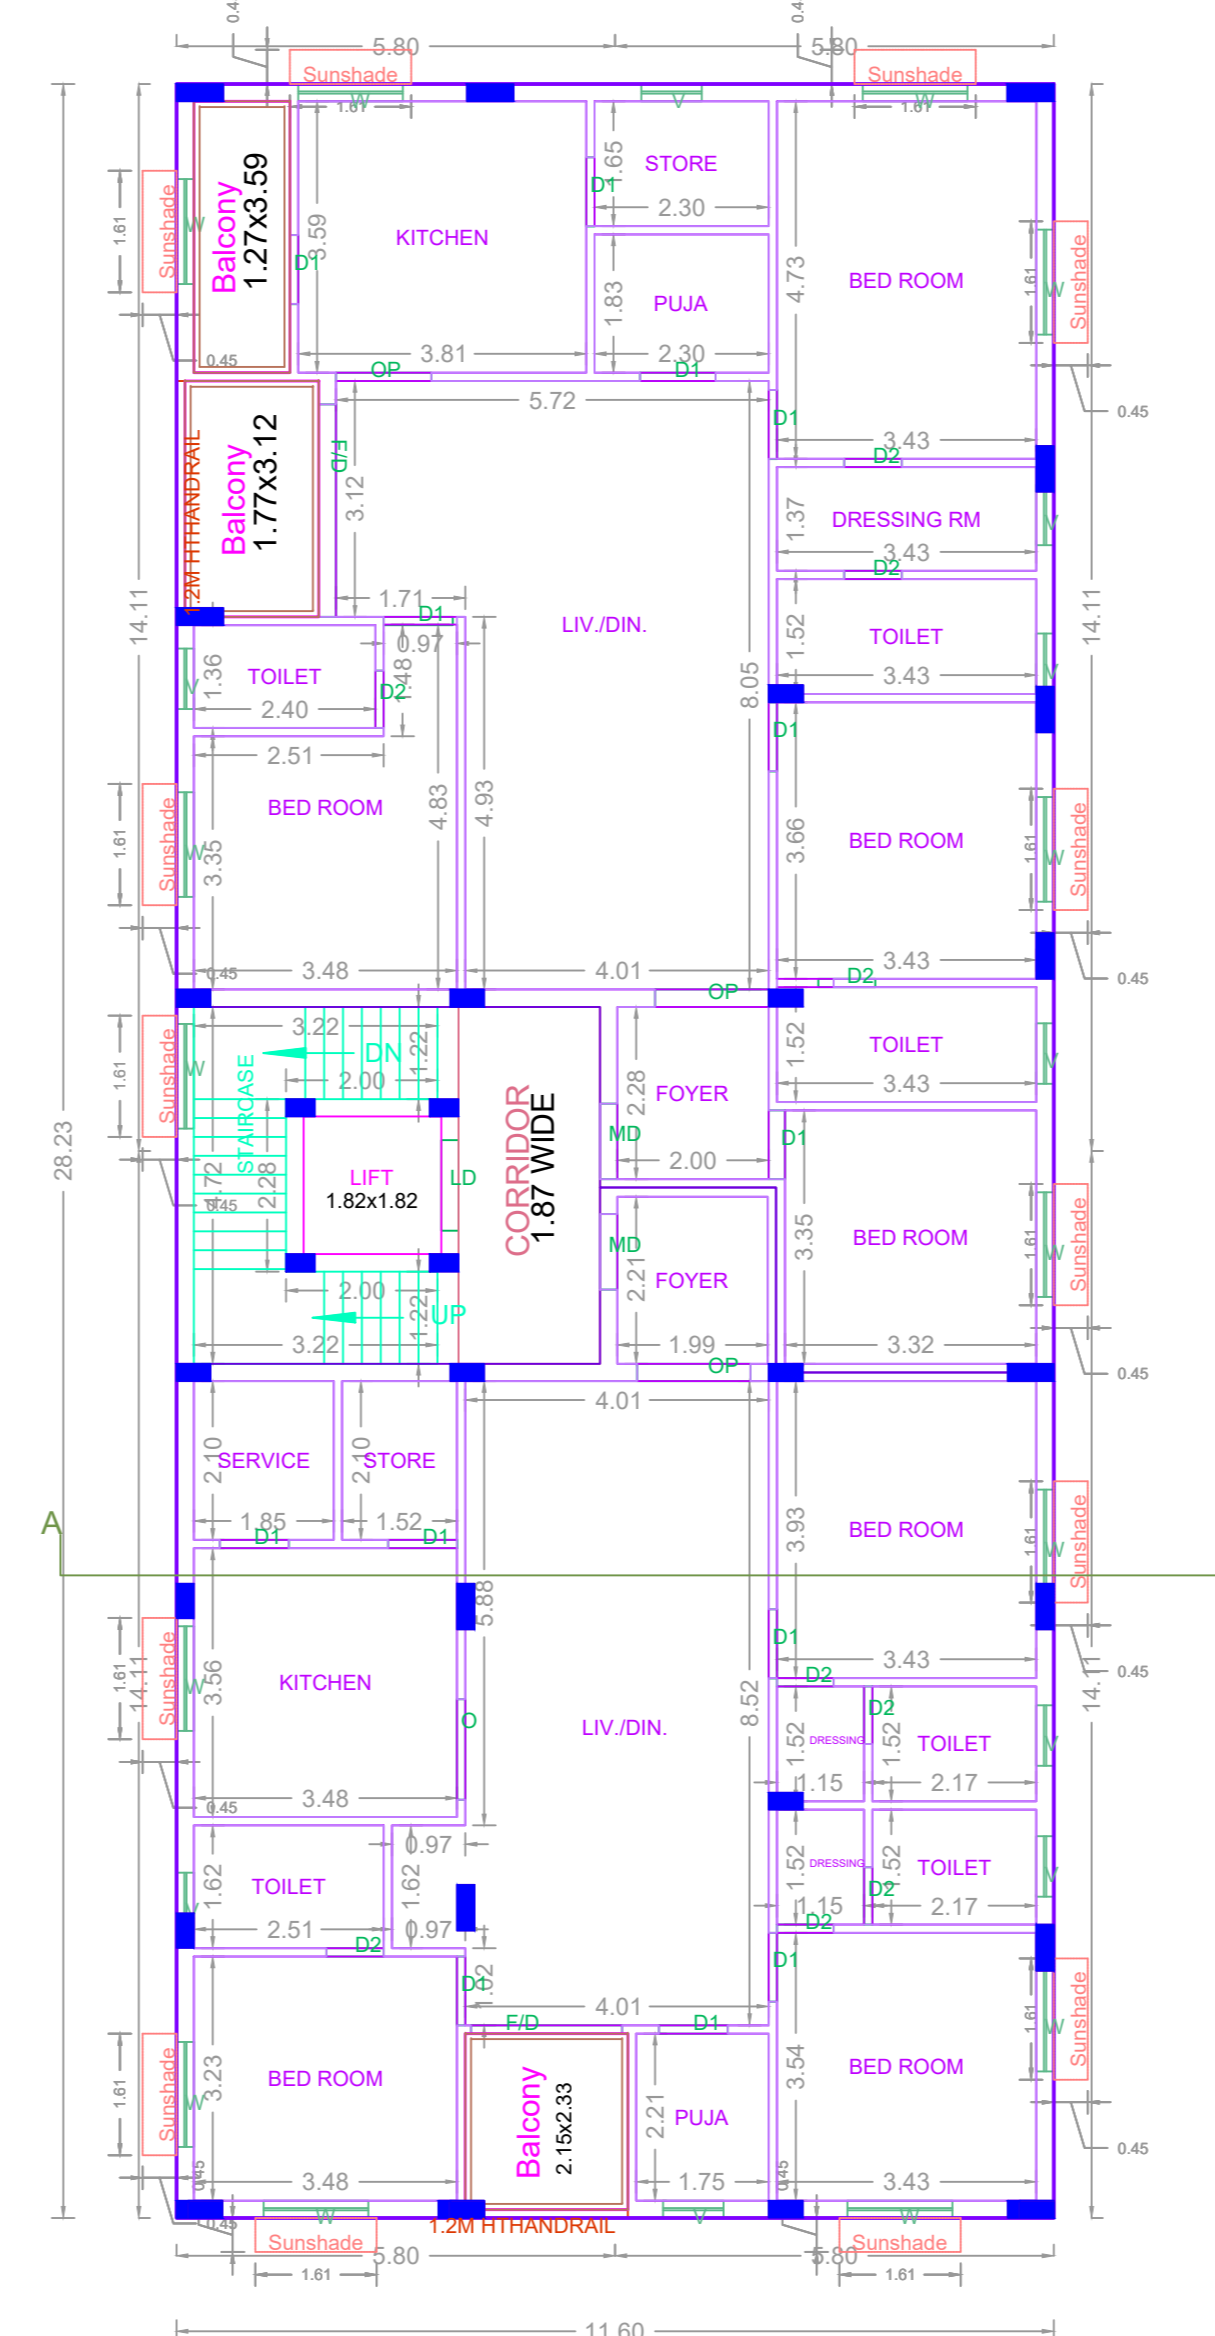 0.4
0.4
5.80
5.80
Sunshade
Sunshade
W
V
W
1.61
1.61
Balcony
1.27x3.59
3.59
KITCHEN
D1
D1
1.65
STORE
2.30
1.83
PUJA
2.30
D1
4.73
BED ROOM
3.43
D2
1.61
Sunshade
W
0.45
1.61
W
Sunshade
0.45
3.81
OP
5.72
D1
Balcony
1.77x3.12
1.2M HTHANDRAIL
F/D
3.12
1.37
DRESSING RM
3.43
D2
V
14.11
14.11
1.71
D1
0.97
LIV./DIN.
1.52
TOILET
3.43
V
1.36
TOILET
2.40
V
D2
1.48
8.05
D1
2.51
BED ROOM
4.83
4.93
3.35
1.61
Sunshade
W
0.45
3.48
4.01
3.66
BED ROOM
3.43
1.61
W
Sunshade
0.45
D2
OP
3.22
DN
1.22
2.00
STAIRCASE
1.61
Sunshade
W
0.45
4.72
2.28
LIFT
1.82x1.82
LD
CORRIDOR
1.87 WIDE
2.28
FOYER
MD
2.00
1.52
TOILET
3.43
V
D1
28.23
MD
2.21
FOYER
1.99
3.35
BED ROOM
3.32
1.61
W
Sunshade
0.45
2.00
UP
1.22
3.22
OP
4.01
2.10
SERVICE
1.85
D1
2.10
STORE
1.52
D1
A
5.88
3.93
BED ROOM
3.43
1.61
W
Sunshade
0.45
D1
D2
14.11
14.11
1.61
Sunshade
W
0.45
3.56
KITCHEN
3.48
O
LIV./DIN.
8.52
1.52
DRESSING
1.15
D2
1.52
TOILET
2.17
V
0.97
1.62
TOILET
2.51
V
1.62
0.97
D2
1.52
DRESSING
1.15
D2
1.52
TOILET
2.17
V
D2
D1
D1
1.02
4.01
F/D
D1
3.23
BED ROOM
3.48
1.61
Sunshade
W
0.45
0.45
Balcony
2.15x2.33
2.21
PUJA
1.75
3.54
BED ROOM
3.43
0.45
1.61
W
Sunshade
0.45
W
1.2M HTHANDRAIL
V
W
Sunshade
Sunshade
5.80
5.80
1.61
1.61
11.60